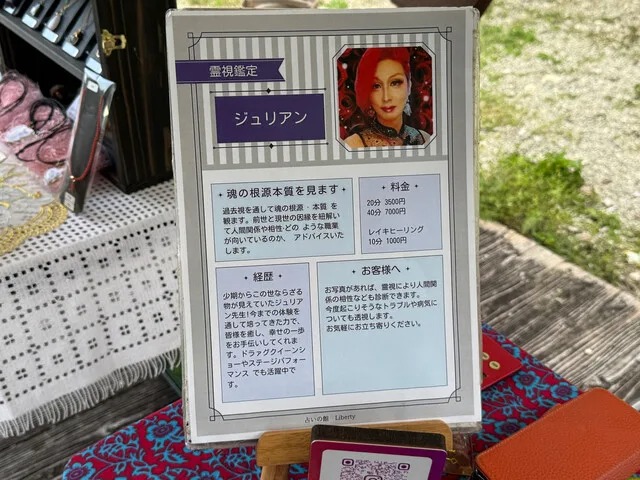 霊視鑑定
ジュリアン
魂の根源本質を見ます
過去視を通して魂の根源・本質 を
観ます。前世と現世の因縁を紐解い
て人間関係や相性・どの ような職業
が向いているのか、 アドバイスいた
します。
料金
20分 3500円
40分 7000円
レイキヒーリング
10分 1000円
経歴
少期からこの世ならざる
物が見えていたジュリア
ン先生!今までの体験を
通して培ってきた力で、
皆様を癒し、幸せの一歩
をお手伝いしてくれま
す。ドラァグクイーンシ
ョーやステージパフォー
マンス でも活躍中で
す。
お客様へ
お写真があれば、霊視により人間関
係の相性なども診断できます。
今度起こりそうなトラブルや病気に
ついても透視します。
お気軽にお立ち寄りください。
占いの館 Liberty